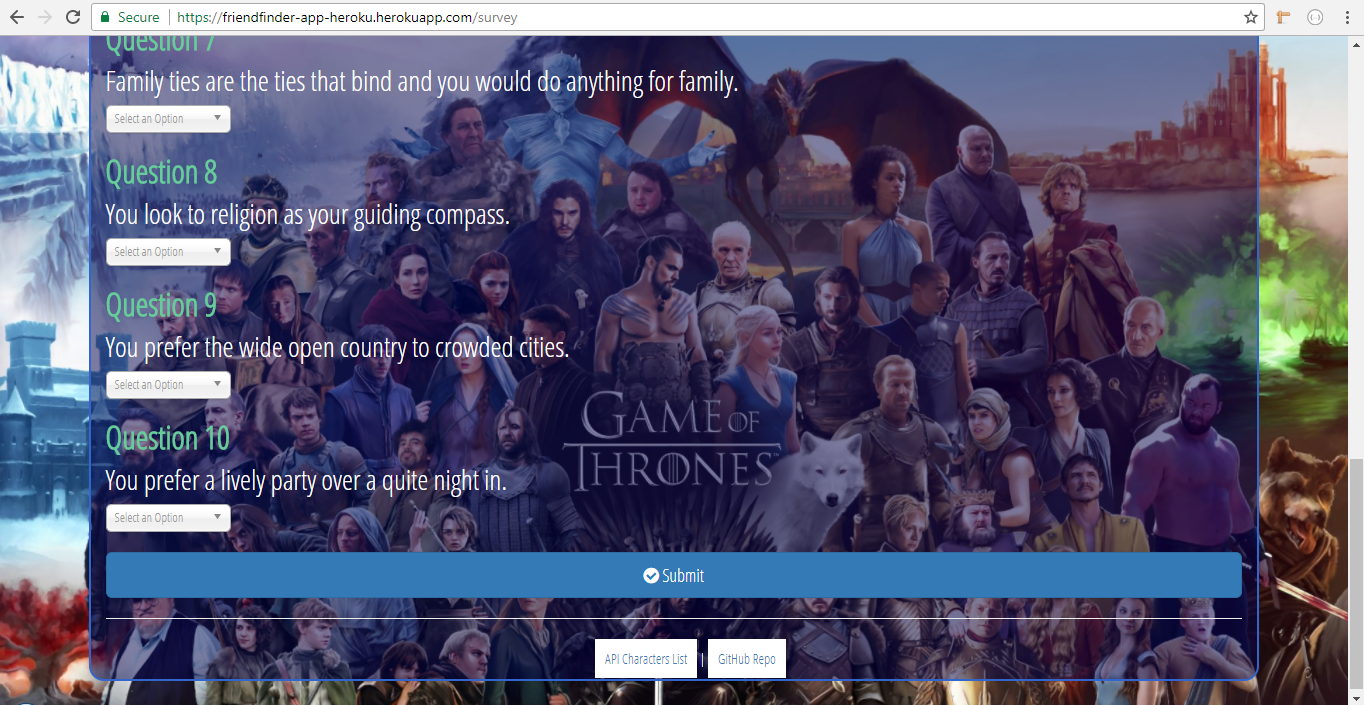 Secure | https://friendfinder-app-heroku.herokuapp.com/survey
Question 7
Family ties are the ties that bind and you would do anything for family.
Select an Option
Question 8
You look to religion as your guiding compass.
Select an Option
Question 9
You prefer the wide open country to crowded cities.
Select an Option
GAME OF
THRONES
Question 10
You prefer a lively party over a quite night in.
Select an Option
Submit
API Characters List | GitHub Repo